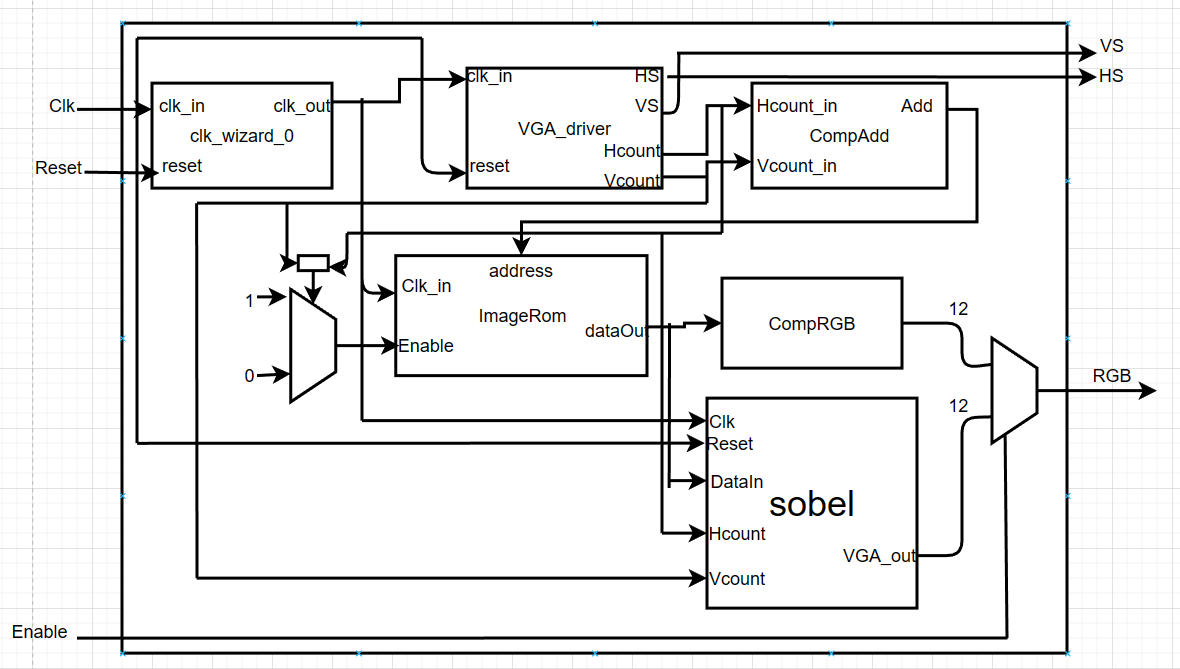 VS
HS
Clk
Reset
clk_in
clk_out
clk_wizard_0
reset
clk_in
HS
VS
VGA_driver
Hcount
reset
Vcount
Hcount_in
Add
CompAdd
Vcount_in
1
0
address
Clk_in
ImageRom
dataOut
Enable
CompRGB
12
12
RGB
Clk
Reset
DataIn
sobel
Hcount
VGA_out
Vcount
Enable